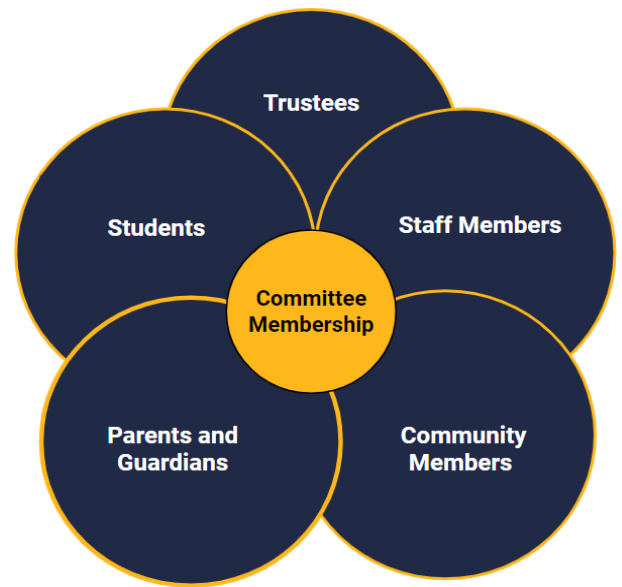 Trustees
Students
Staff Members
Committee
Membership
Parents and
Guardians
Community
Members